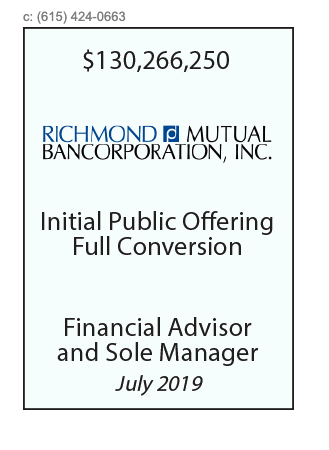 c: (615) 424-0663
$130,266,250
RICHMOND MUTUAL
BANCORPORATION, INC.
Initial Public Offering
Full Conversion
Financial Advisor
and Sole Manager
July 2019